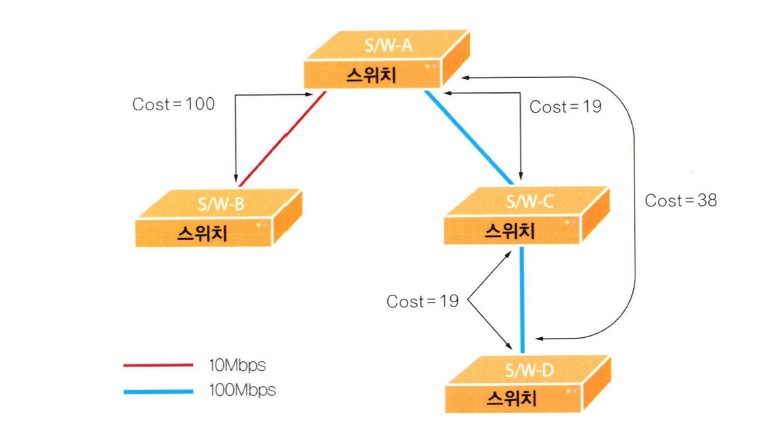 S/W-A
스위치
Cost=100
Cost=19
S/W-B
스위치
S/W-C
스위치
Cost=38
Cost=19
10Mbps
100Mbps
S/W-D
스위치